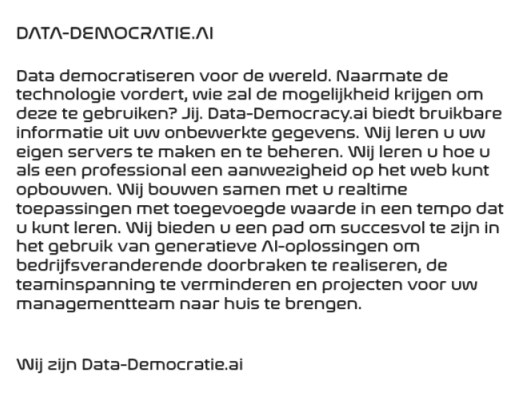 DATA-DEMOCRATIE.AI
Data democratiseren voor de wereld. Naarmate de
technologie vordert, wie zal de mogelijkheid krijgen om
deze te gebruiken? Jij. Data-Democracy.ai biedt bruikbare
informatie uit uw onbewerkte gegevens. Wij leren u uw
eigen servers te maken en te beheren. Wij leren u hoe u
als een professional een aanwezigheid op het web kunt
opbouwen. Wij bouwen samen met u realtime
toepassingen met toegevoegde waarde in een tempo dat
u kunt leren. Wij bieden u een pad om succesvol te zijn in
het gebruik van generatieve AI-oplossingen om
bedrijfsveranderende doorbraken te realiseren, de
teaminspanning te verminderen en projecten voor uw
managementteam naar huis te brengen.
Wij zijn Data-Democratie.ai